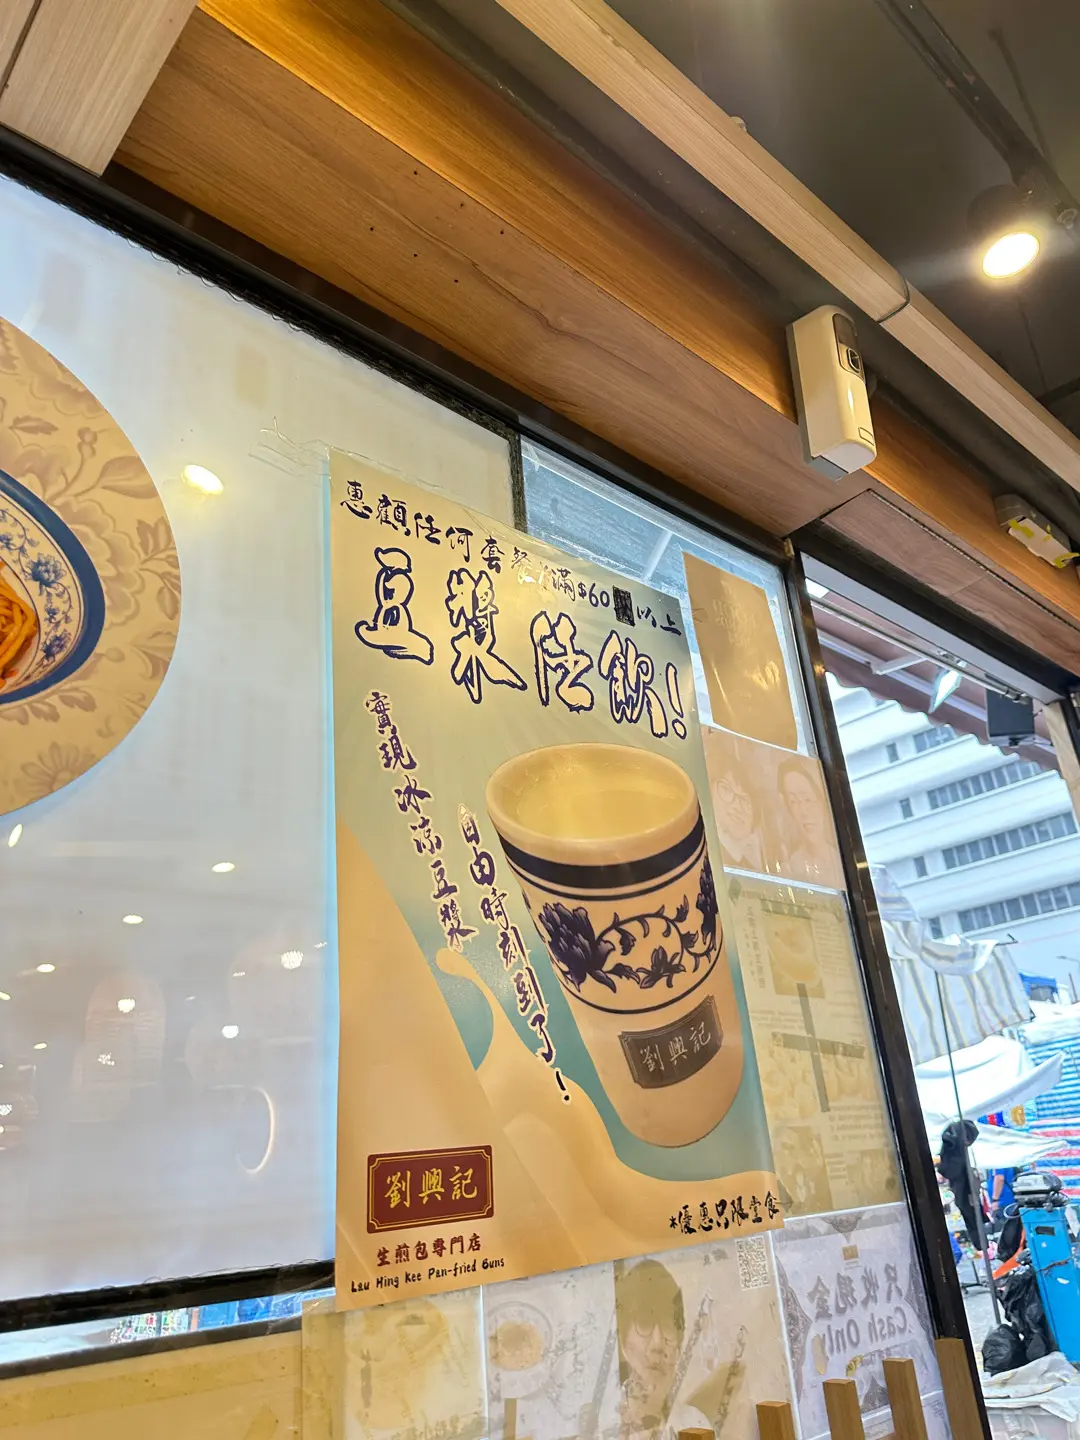 惠顧任何套餐/滿$60 以上
豆漿任飲!
實現冰涼豆漿
自由時刻到了!
劉興記
劉興記
生煎包專門店
Lau Hing Kee Pan-fried Buns
*優惠只限堂食
只收現金
Cash Only